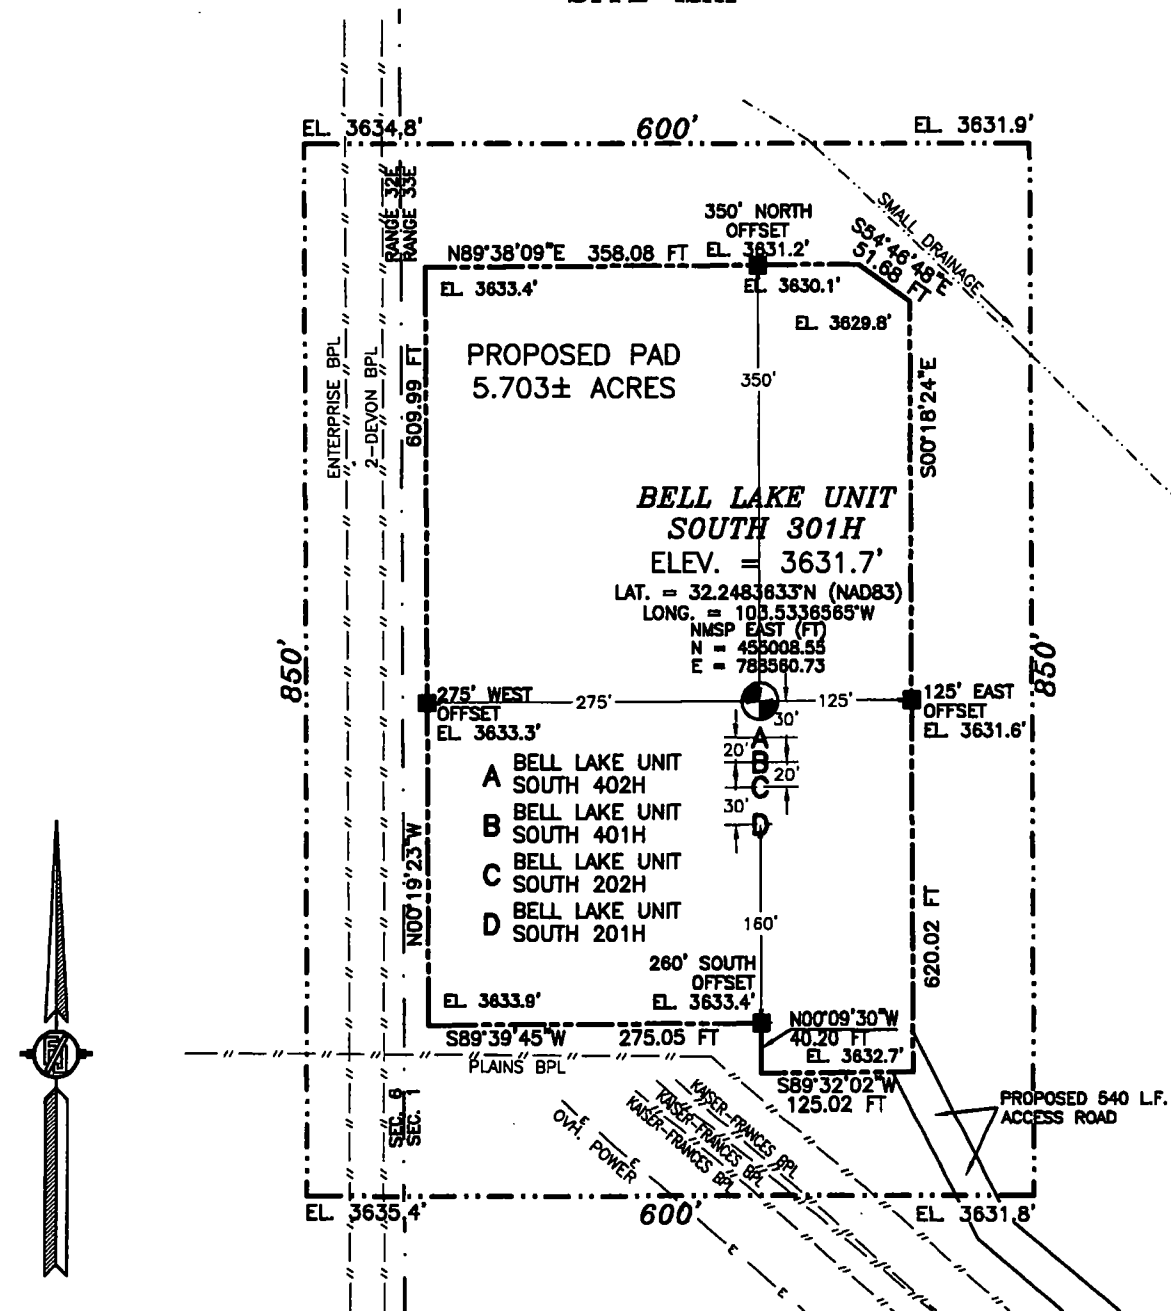 EL. 3634.8'
600'
EL. 3631.9'
RANGE 32E
RANGE 33E
350' NORTH
OFFSET
EL. 3631.2'
SMALL DRAINAGE
S54°46'48"E
51.68 FT
N89°38'09"E 358.08 FT
EL. 3633.4'
EL. 3630.1'
EL. 3629.8'
PROPOSED PAD
5.703± ACRES
350'
ENTERPRISE BPL
2-DEVON BPL
609.99 FT
S00°18'24"E
BELL LAKE UNIT
SOUTH 301H
ELEV. = 3631.7'
LAT. = 32.2483633°N (NAD83)
LONG. = 103.5336565°W
NMSP EAST (FT)
N = 455008.55
E = 788560.73
850'
850'
275' WEST
OFFSET
EL. 3633.3'
275'
125'
125' EAST
OFFSET
EL. 3631.6'
30'
A
20'
B
20'
C
30'
D
A BELL LAKE UNIT
SOUTH 402H
B BELL LAKE UNIT
SOUTH 401H
C BELL LAKE UNIT
SOUTH 202H
D BELL LAKE UNIT
SOUTH 201H
N00°19'23"W
160'
620.02 FT
260' SOUTH
OFFSET
EL. 3633.4'
EL. 3633.9'
N00°09'30"W
40.20 FT
EL. 3632.7'
S89°39'45"W 275.05 FT
PLAINS BPL
S89°32'02"W
125.02 FT
SEC. 6
SEC. 1
KAISER-FRANCES BPL
KAISER-FRANCES BPL
KAISER-FRANCES BPL
E
OVH. POWER
E
PROPOSED 540 L.F.
ACCESS ROAD
EL. 3635.4'
600'
EL. 3631.8'
E
E
E